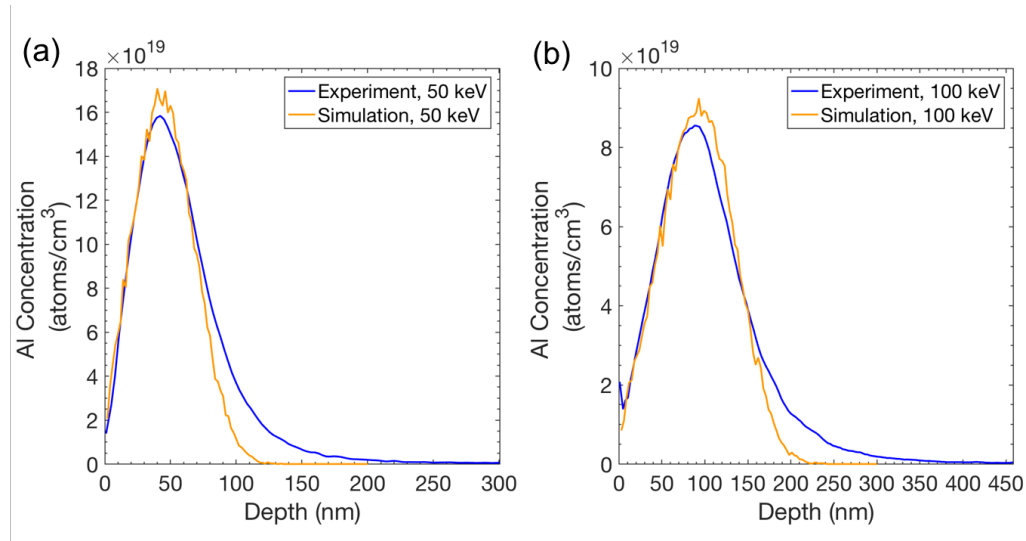 (a)
×10^19
18
16
14
12
10
8
6
4
2
0
0 50 100 150 200 250 300
Al Concentration
(atoms/cm^3)
Depth (nm)
Experiment, 50 keV
Simulation, 50 keV
(b)
×10^19
10
8
6
4
2
0
0 50 100 150 200 250 300 350 400 450
Al Concentration
(atoms/cm^3)
Depth (nm)
Experiment, 100 keV
Simulation, 100 keV